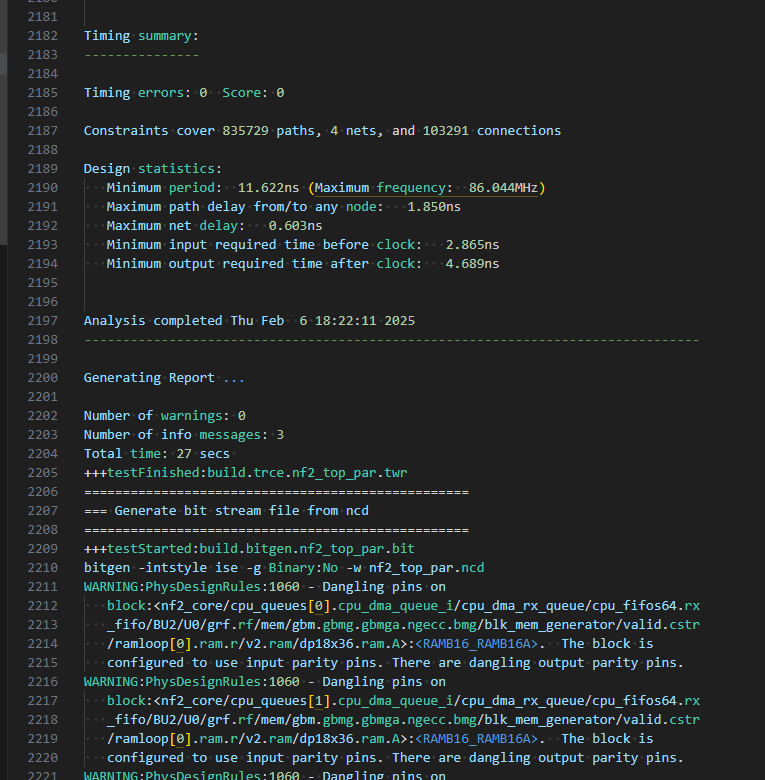 2181
2182 Timing summary:
2183 ---------------
2184
2185 Timing errors: 0  Score: 0
2186
2187 Constraints cover 835729 paths, 4 nets, and 103291 connections
2188
2189 Design statistics:
2190    Minimum period:  11.622ns (Maximum frequency:  86.044MHz)
2191    Maximum path delay from/to any node:   1.850ns
2192    Maximum net delay:   0.603ns
2193    Minimum input required time before clock:   2.865ns
2194    Minimum output required time after clock:   4.689ns
2195
2196
2197 Analysis completed Thu Feb  6 18:22:11 2025
2198 --------------------------------------------------------------------------------
2199
2200 Generating Report ...
2201
2202 Number of warnings: 0
2203 Number of info messages: 3
2204 Total time: 27 secs
2205 +++testFinished:build.trce.nf2_top_par.twr
2206 ==================================================
2207 === Generate bit stream file from ncd
2208 ==================================================
2209 +++testStarted:build.bitgen.nf2_top_par.bit
2210 bitgen -intstyle ise -g Binary:No -w nf2_top_par.ncd
2211 WARNING:PhysDesignRules:1060 - Dangling pins on
2212    block:<nf2_core/cpu_queues[0].cpu_dma_queue_i/cpu_dma_rx_queue/cpu_fifos64.rx
2213    _fifo/BU2/U0/grf.rf/mem/gbm.gbmg.gbmga.ngecc.bmg/blk_mem_generator/valid.cstr
2214    /ramloop[0].ram.r/v2.ram/dp18x36.ram.A>:<RAMB16_RAMB16A>.  The block is
2215    configured to use input parity pins. There are dangling output parity pins.
2216 WARNING:PhysDesignRules:1060 - Dangling pins on
2217    block:<nf2_core/cpu_queues[1].cpu_dma_queue_i/cpu_dma_rx_queue/cpu_fifos64.rx
2218    _fifo/BU2/U0/grf.rf/mem/gbm.gbmg.gbmga.ngecc.bmg/blk_mem_generator/valid.cstr
2219    /ramloop[0].ram.r/v2.ram/dp18x36.ram.A>:<RAMB16_RAMB16A>.  The block is
2220    configured to use input parity pins. There are dangling output parity pins.
2221 WARNING:PhysDesignRules:1060 - Dangling pins on